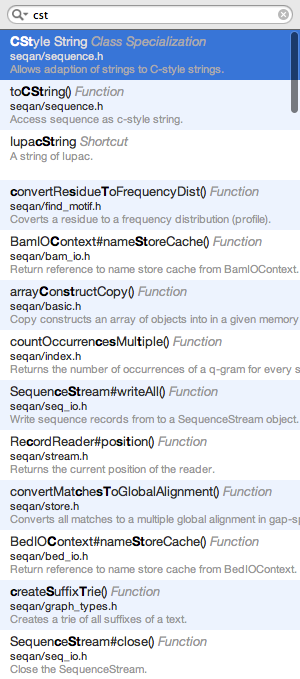 cst
CStyle String Class Specialization
seqan/sequence.h
Allows adaption of strings to C-style strings.
toCString() Function
seqan/sequence.h
Access sequence as c-style string.
IupacString Shortcut
A string of Iupac.
convertResidueToFrequencyDist() Function
seqan/find_motif.h
Coverts a residue to a frequency distribution (profile).
BamIOContext#nameStoreCache() Function
seqan/bam_io.h
Return reference to name store cache from BamIOContext.
arrayConstructCopy() Function
seqan/basic.h
Copy constructs an array of objects into in a given memory
countOccurrencesMultiple() Function
seqan/index.h
Returns the number of occurrences of a q-gram for every s
SequenceStream#writeAll() Function
seqan/seq_io.h
Write sequence records from to a SequenceStream object.
RecordReader#position() Function
seqan/stream.h
Returns the current position of the reader.
convertMatchesToGlobalAlignment() Function
seqan/store.h
Converts all matches to a multiple global alignment in gap-sp
BedIOContext#nameStoreCache() Function
seqan/bed_io.h
Return reference to name store cache from BedIOContext.
createSuffixTrie() Function
seqan/graph_types.h
Creates a trie of all suffixes of a text.
SequenceStream#close() Function
seqan/seq_io.h
Close the SequenceStream.